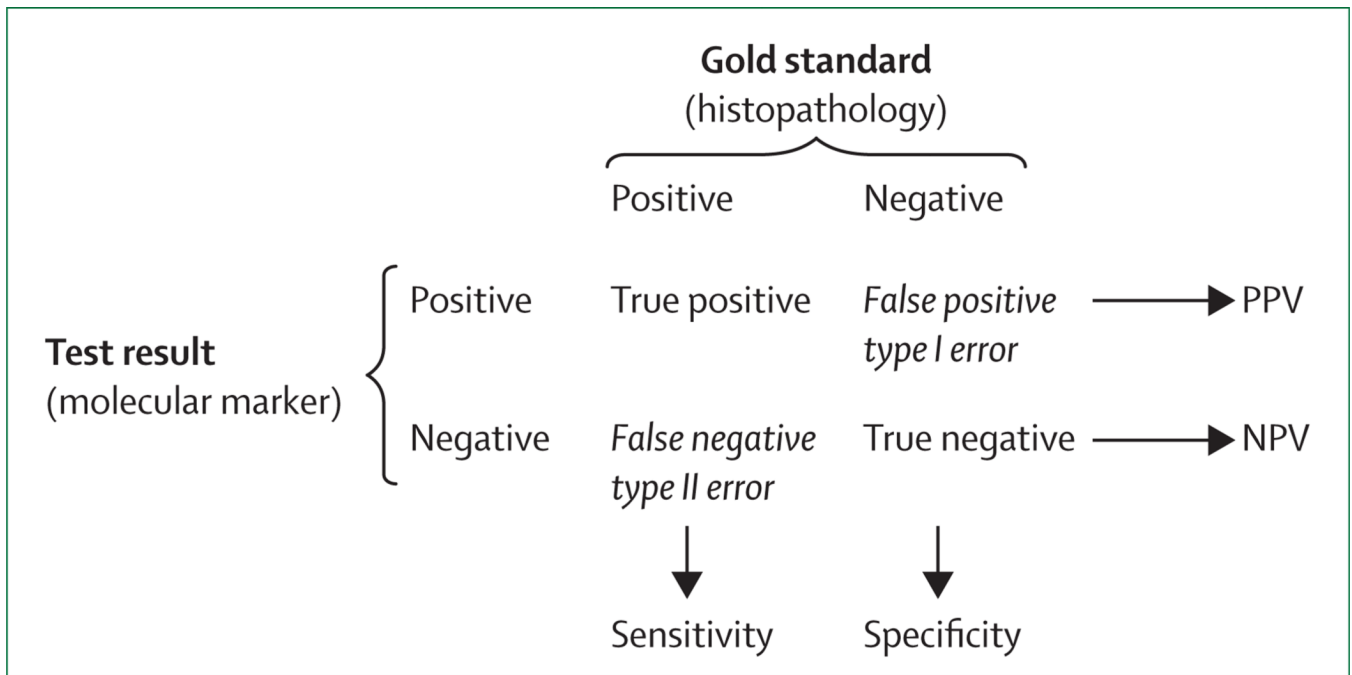 Gold standard
(histopathology)
Positive Negative
Positive True positive False positive PPV
type I error
Test result
(molecular marker)
Negative False negative True negative NPV
type II error
Sensitivity Specificity